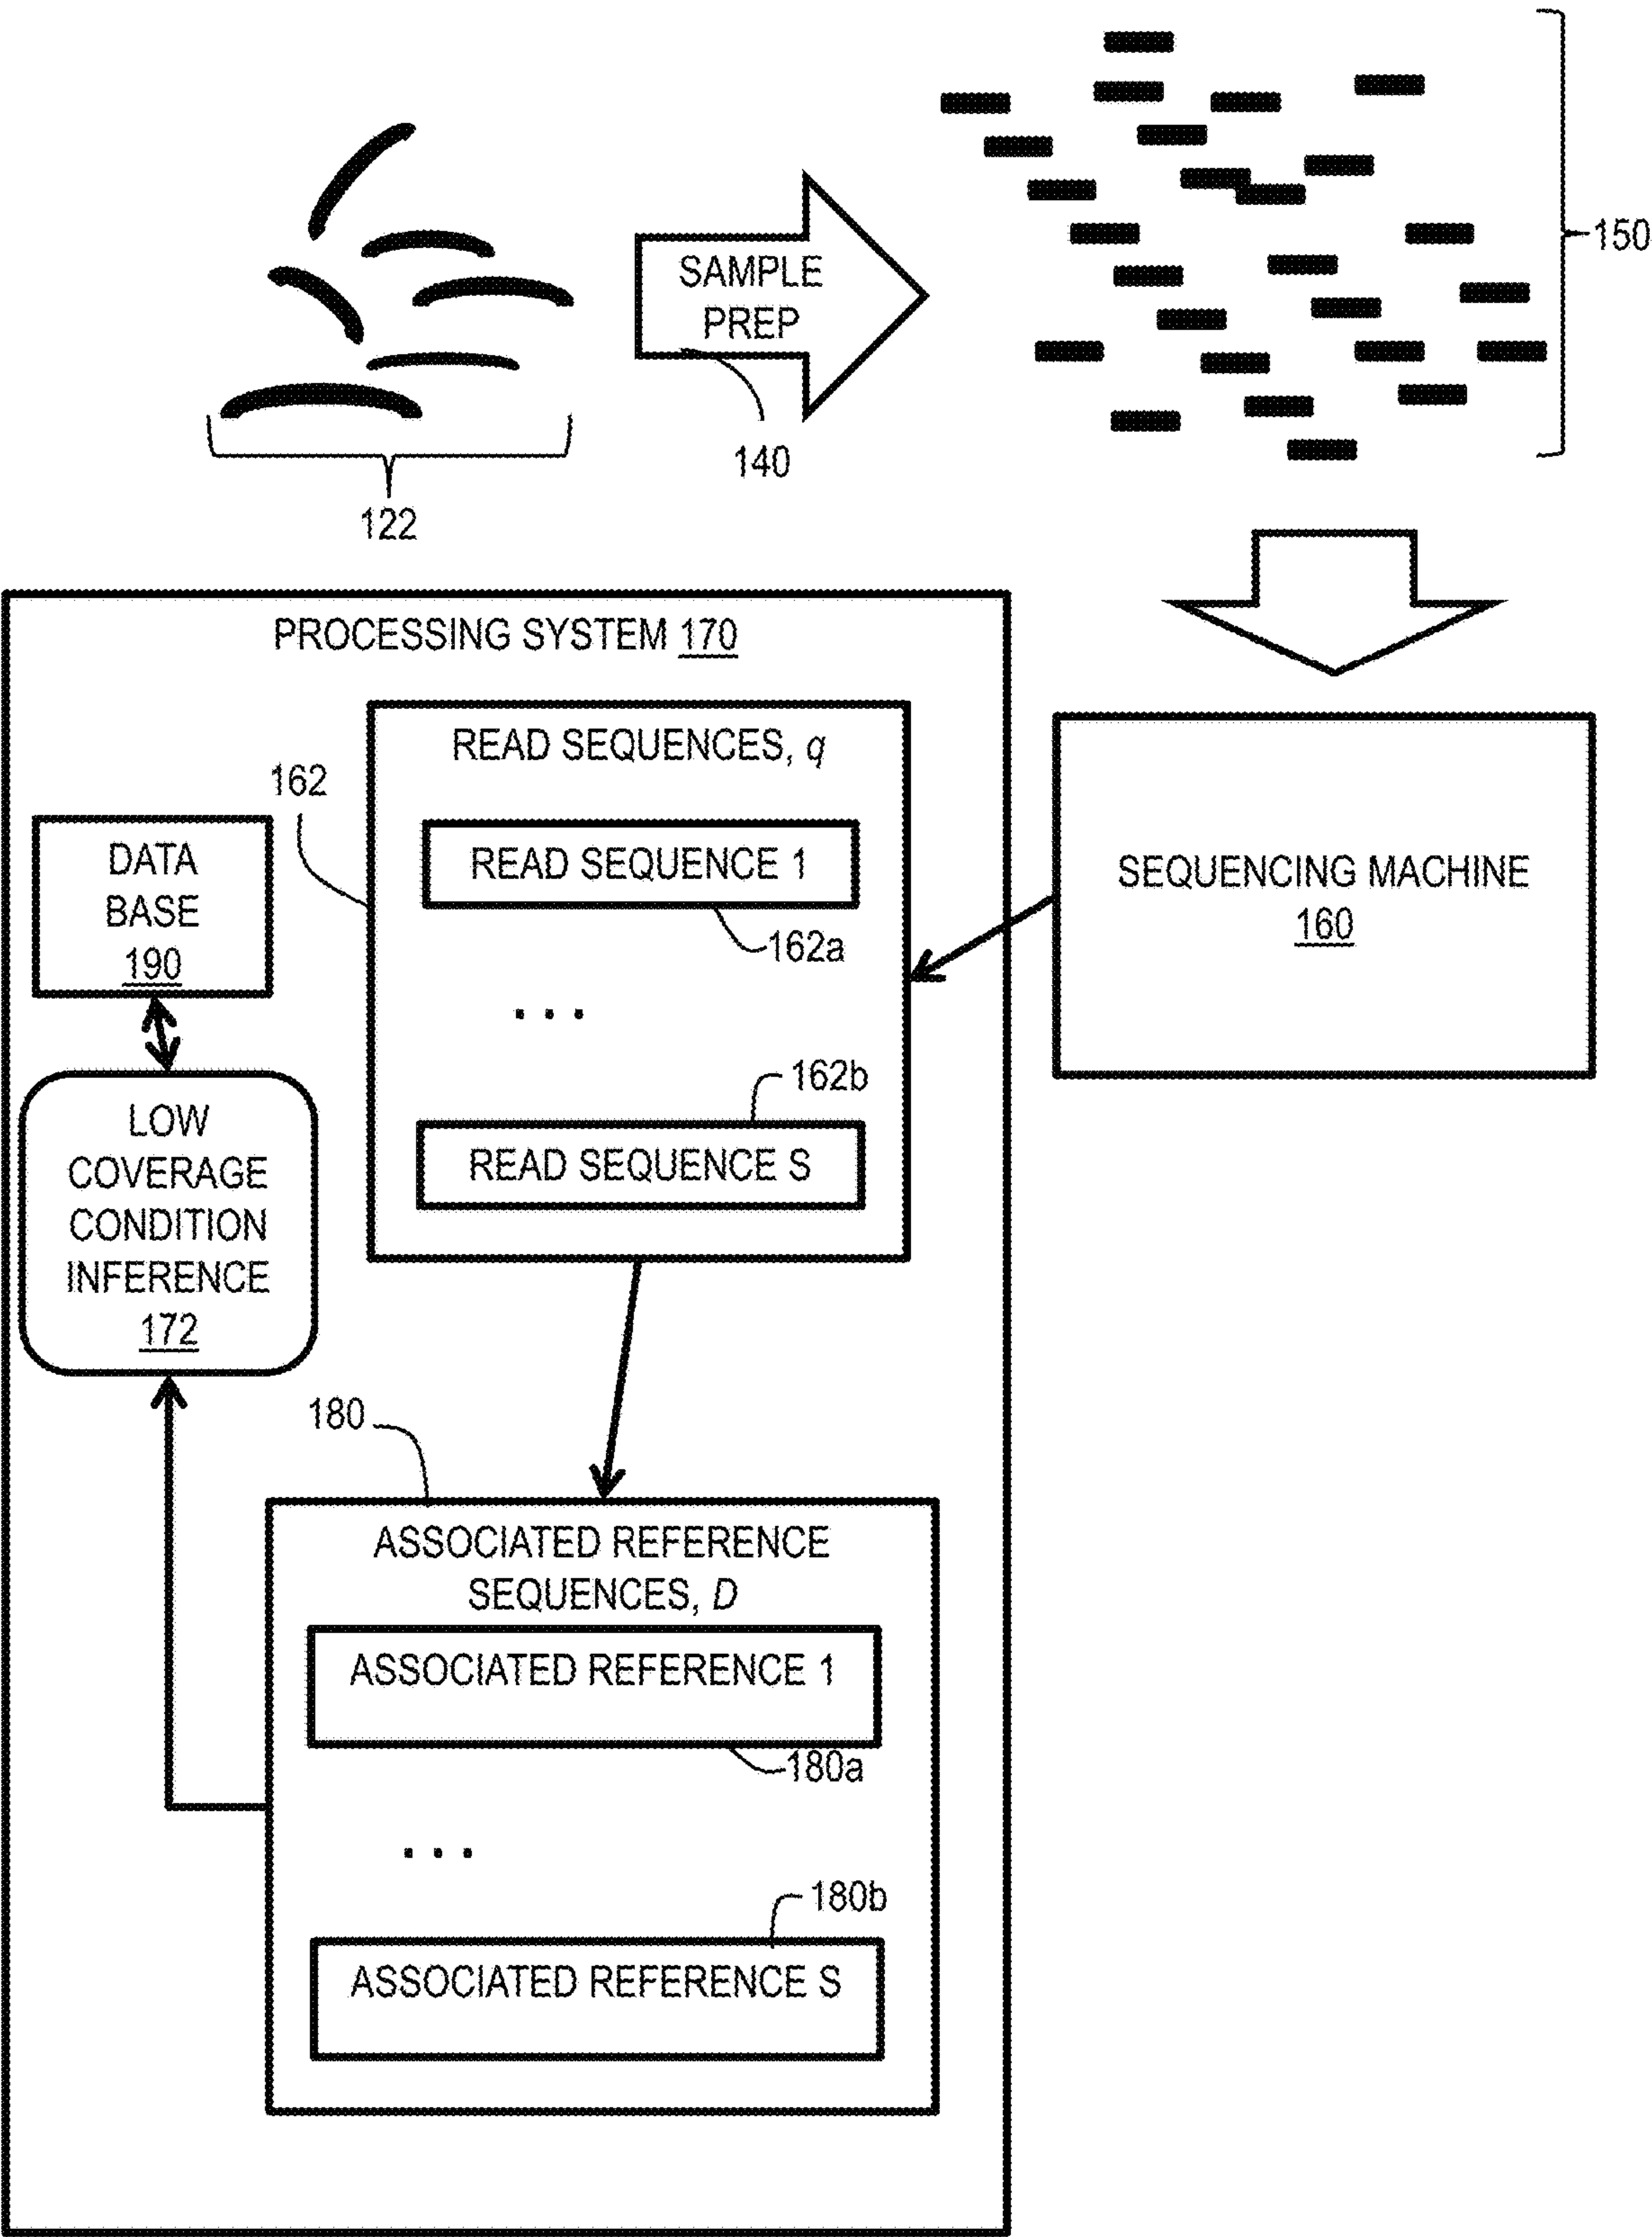 150
SAMPLE
PREP
140
122
PROCESSING SYSTEM 170
READ SEQUENCES, q
162
READ SEQUENCE 1
162a
...
162b
READ SEQUENCE S
DATA
BASE
190
LOW
COVERAGE
CONDITION
INFERENCE
172
SEQUENCING MACHINE
160
180
ASSOCIATED REFERENCE
SEQUENCES, D
ASSOCIATED REFERENCE 1
180a
...
180b
ASSOCIATED REFERENCE S